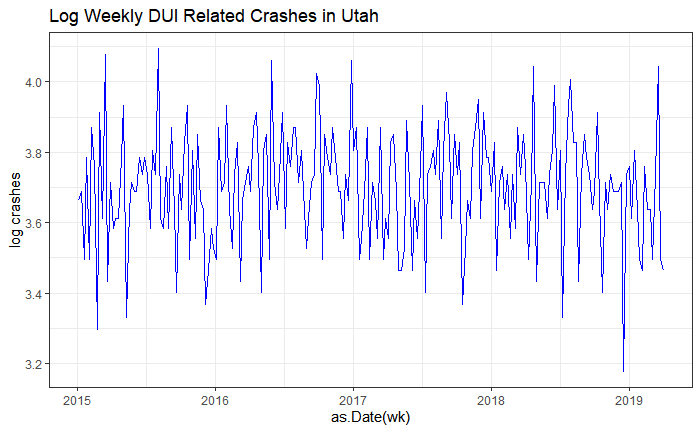 Log Weekly DUI Related Crashes in Utah
log crashes
4.0
3.8
3.6
3.4
3.2
2015 2016 2017 2018 2019
as.Date(wk)